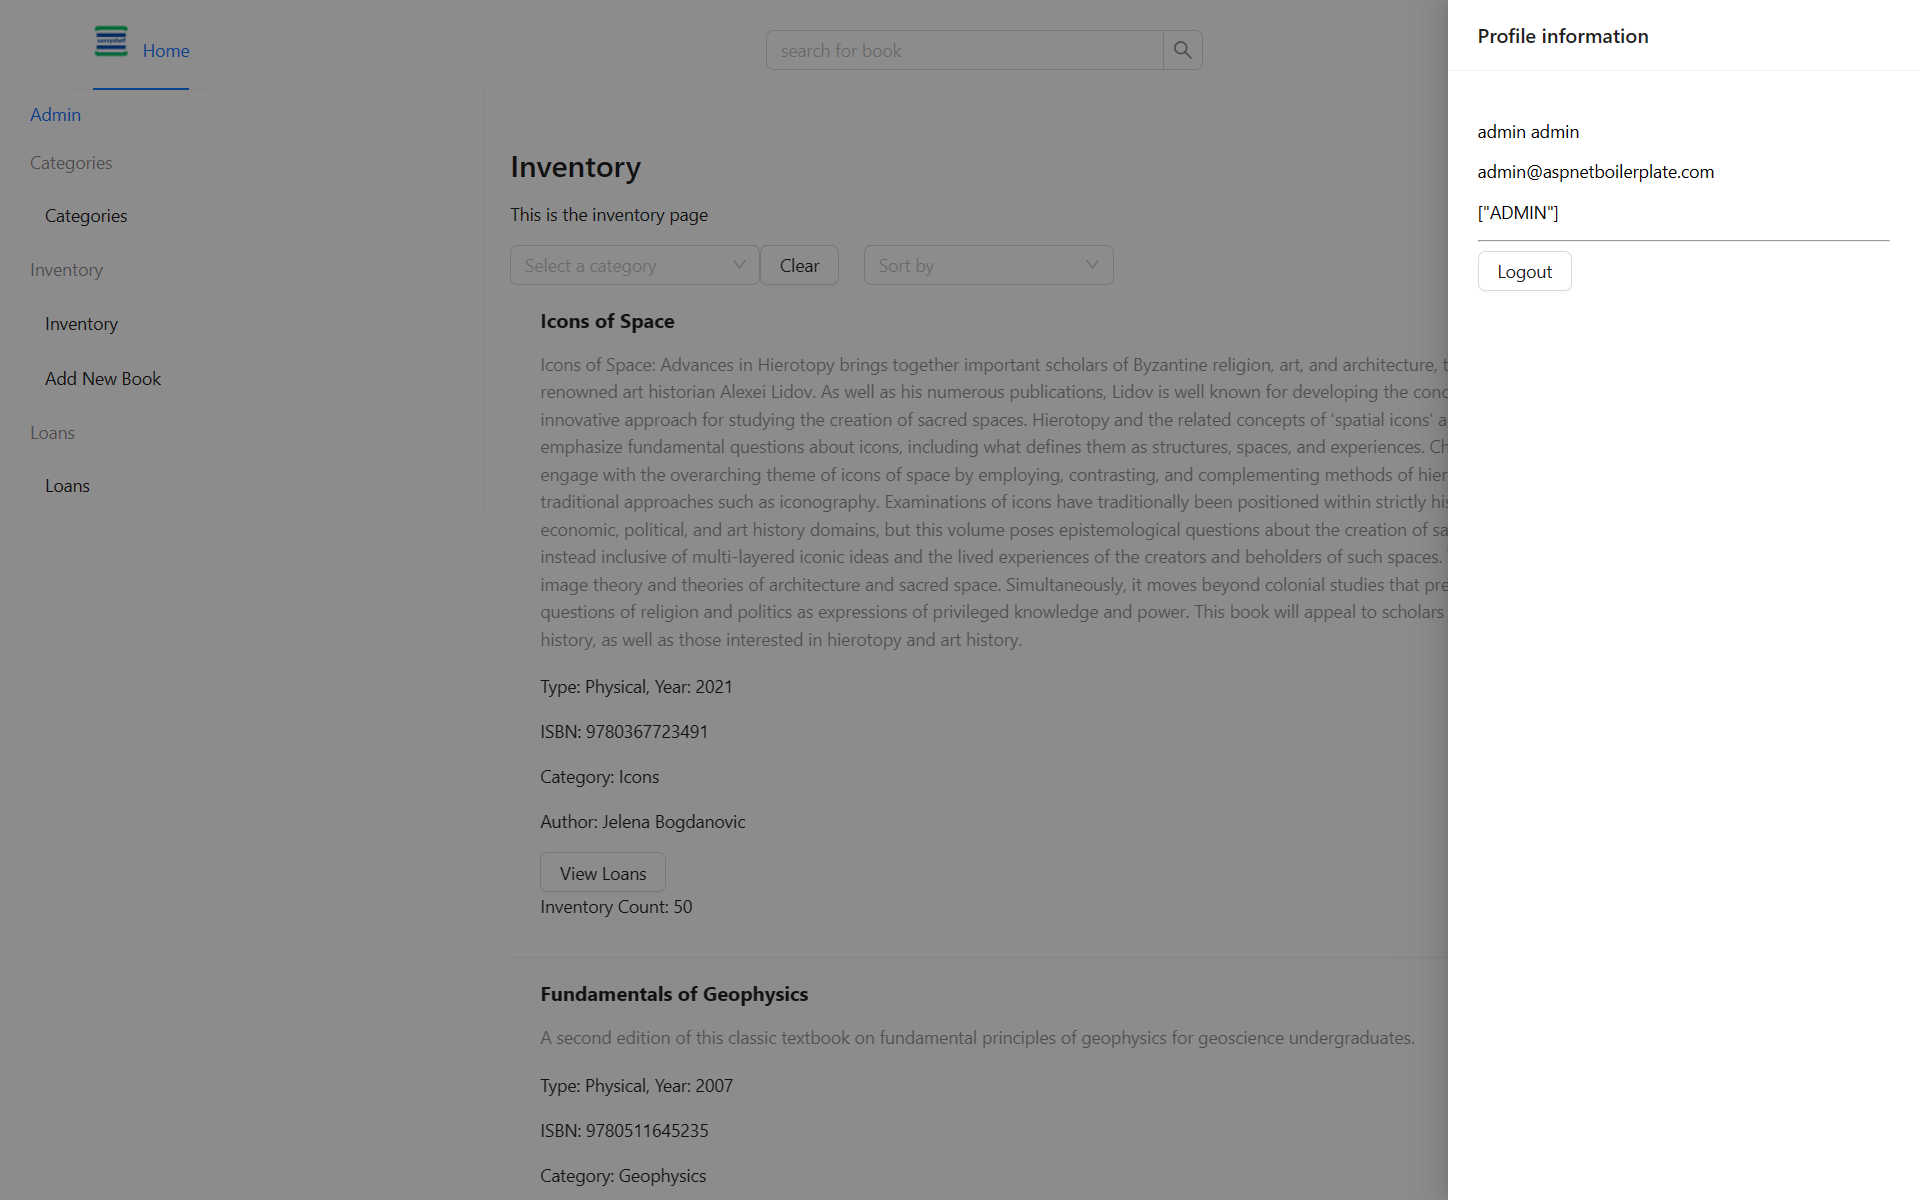 Home
search for book
Admin
Categories
Categories
Inventory
Inventory
Add New Book
Loans
Loans
Inventory
This is the inventory page
Select a category
Clear
Sort by
Icons of Space
Icons of Space: Advances in Hierotopy brings together important scholars of Byzantine religion, art, and architecture, t
renowned art historian Alexei Lidov. As well as his numerous publications, Lidov is well known for developing the conc
innovative approach for studying the creation of sacred spaces. Hierotopy and the related concepts of 'spatial icons' a
emphasize fundamental questions about icons, including what defines them as structures, spaces, and experiences. Ch
engage with the overarching theme of icons of space by employing, contrasting, and complementing methods of hier
traditional approaches such as iconography. Examinations of icons have traditionally been positioned within strictly his
economic, political, and art history domains, but this volume poses epistemological questions about the creation of sa
instead inclusive of multi-layered iconic ideas and the lived experiences of the creators and beholders of such spaces.
image theory and theories of architecture and sacred space. Simultaneously, it moves beyond colonial studies that pre
questions of religion and politics as expressions of privileged knowledge and power. This book will appeal to scholars
history, as well as those interested in hierotopy and art history.
Type: Physical, Year: 2021
ISBN: 9780367723491
Category: Icons
Author: Jelena Bogdanovic
View Loans
Inventory Count: 50
Fundamentals of Geophysics
A second edition of this classic textbook on fundamental principles of geophysics for geoscience undergraduates.
Type: Physical, Year: 2007
ISBN: 9780511645235
Category: Geophysics
Profile information
admin admin
admin@aspnetboilerplate.com
["ADMIN"]
Logout